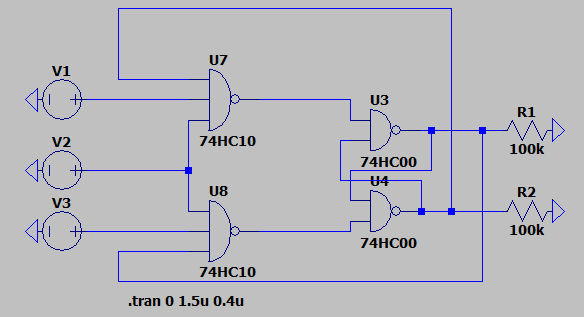 U7
V1
U3
R1
74HC10
100k
V2
74HC00
U4
R2
V3
U8
74HC00
100k
74HC10
.tran 0 1.5u 0.4u